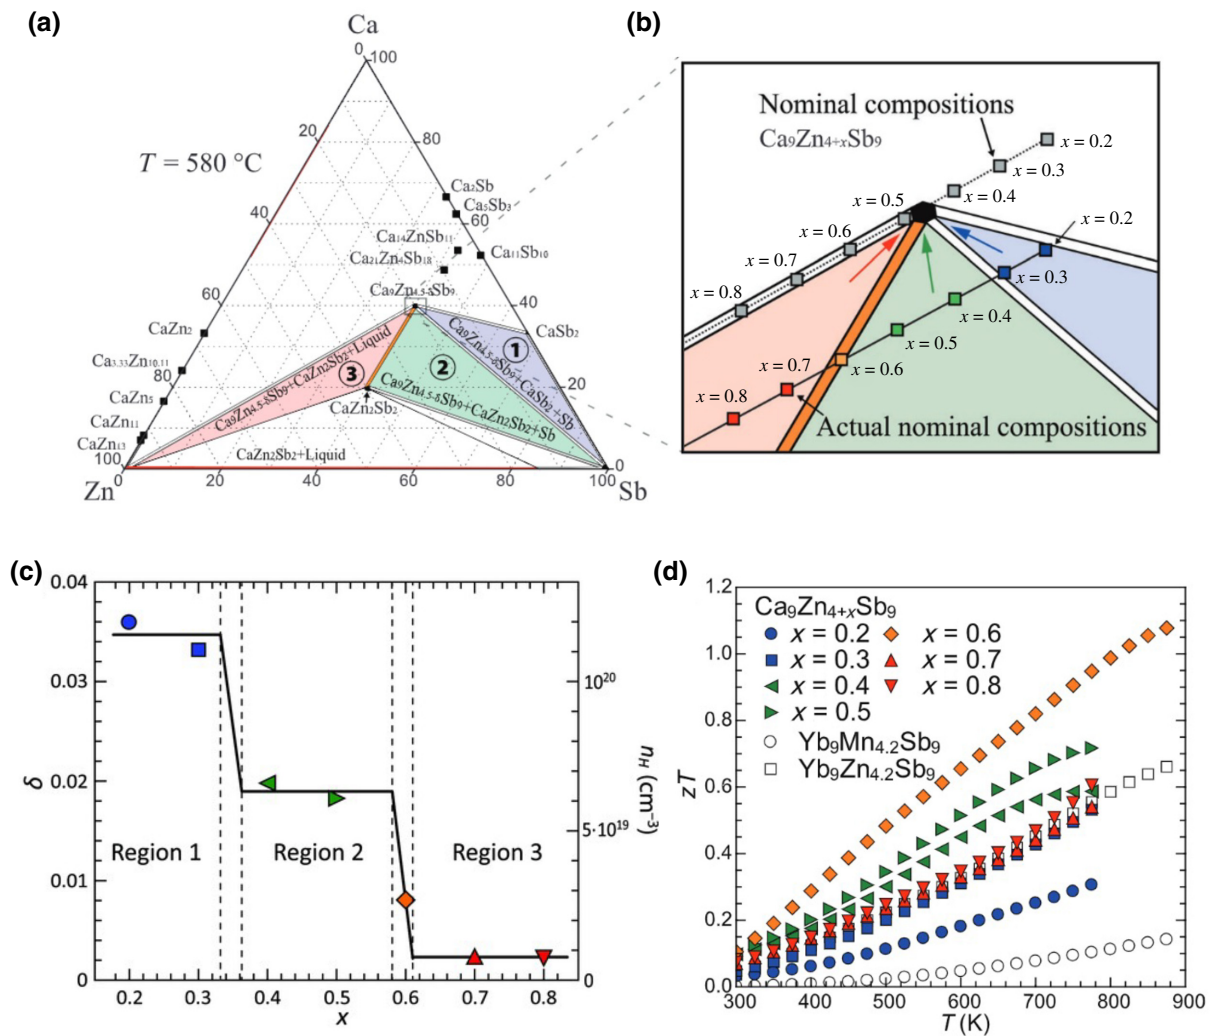 (a)
Ca
0
100
20
80
T = 580 °C
Ca₂Sb
Ca₅Sb₃
40
60
Ca₁₄ZnSb₁₁
Ca₂₁Zn₄Sb₁₈
Ca₁₁Sb₁₀
Ca₉Zn₄.₅-δSb₉
60
40
CaZn₂
CaSb₂
Ca₃.₃₃Zn₁₀.₁₁
80
20
CaZn₅
CaZn₁₁
CaZn₁₃
100
0
1
2
3
Ca₉Zn₄.₅-δSb₉+CaSb₂+Sb
Ca₉Zn₄.₅-δSb₉+CaZn₂Sb₂+Sb
Ca₉Zn₄.₅-δSb₉+CaZn₂Sb₂+Liquid
CaZn₂Sb₂
CaZn₂Sb₂+Liquid
Zn
0
20
40
60
80
100
Sb
(b)
Nominal compositions
Ca₉Zn₄₊ₓSb₉
x = 0.2
x = 0.3
x = 0.4
x = 0.5
x = 0.6
x = 0.7
x = 0.8
x = 0.2
x = 0.3
x = 0.4
x = 0.5
x = 0.6
x = 0.7
x = 0.8
Actual nominal compositions
(c)
0.04
0.03
0.02
0.01
0
δ
10²⁰
5·10¹⁹
0
n_H (cm⁻³)
Region 1
Region 2
Region 3
0.2
0.3
0.4
0.5
0.6
0.7
0.8
x
(d)
1.2
1.0
0.8
0.6
0.4
0.2
0.0
zT
Ca₉Zn₄₊ₓSb₉
x = 0.2
x = 0.6
x = 0.3
x = 0.7
x = 0.4
x = 0.8
x = 0.5
Yb₉Mn₄.₂Sb₉
Yb₉Zn₄.₂Sb₉
300
400
500
600
700
800
900
T (K)